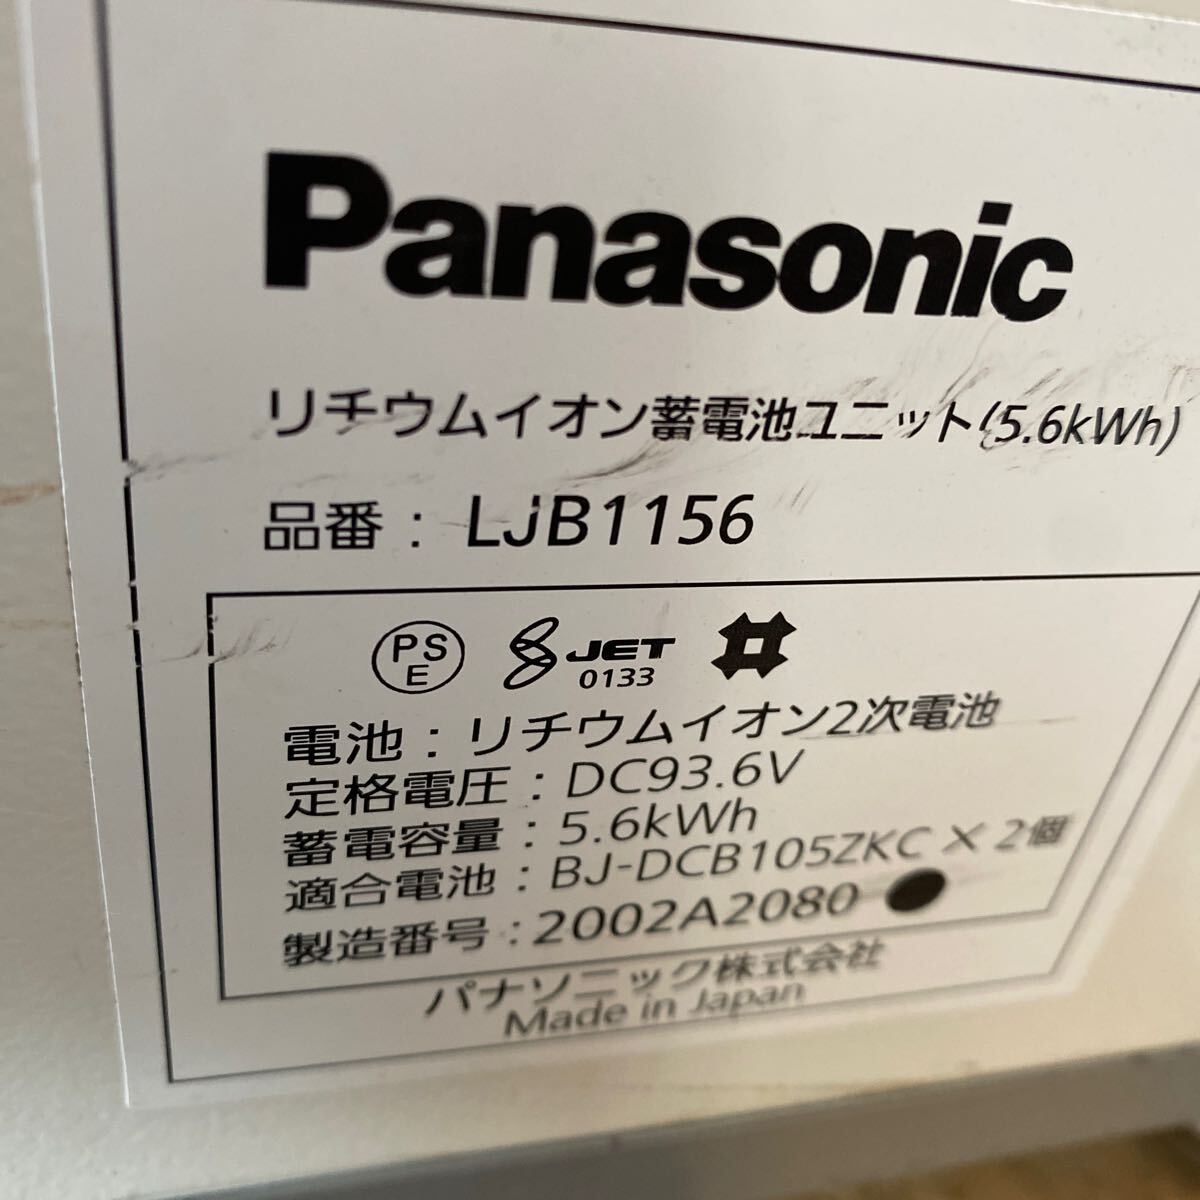 Panasonic
リチウムイオン蓄電池ユニット(5.6kWh)
品番 : LJB1156
PS
E
JET
0133
電池 : リチウムイオン2次電池
定格電圧 : DC93.6V
蓄電容量 : 5.6kWh
適合電池 : BJ-DCB105ZKC × 2個
製造番号 : 2002A2080
パナソニック株式会社
Made in Japan